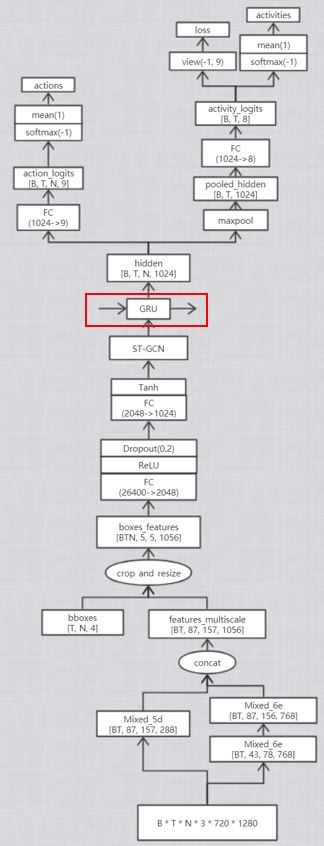 activities
loss
mean(1)
softmax(-1)
view(-1, 9)
actions
mean(1)
softmax(-1)
activity_logits
[B, T, 8]
FC
(1024->8)
action_logits
[B, T, N, 9]
pooled_hidden
[B, T, 1024]
FC
(1024->9)
maxpool
hidden
[B, T, N, 1024]
GRU
ST-GCN
Tanh
FC
(2048->1024)
Dropout(0.2)
ReLU
FC
(26400->2048)
boxes_features
[BTN, 5, 5, 1056]
crop and resize
bboxes
[T, N, 4]
features_multiscale
[BT, 87, 157, 1056]
concat
Mixed_5d
[BT, 87, 157, 288]
Mixed_6e
[BT, 87, 156, 768]
Mixed_6e
[BT, 43, 78, 768]
B * T * N * 3 * 720 * 1280